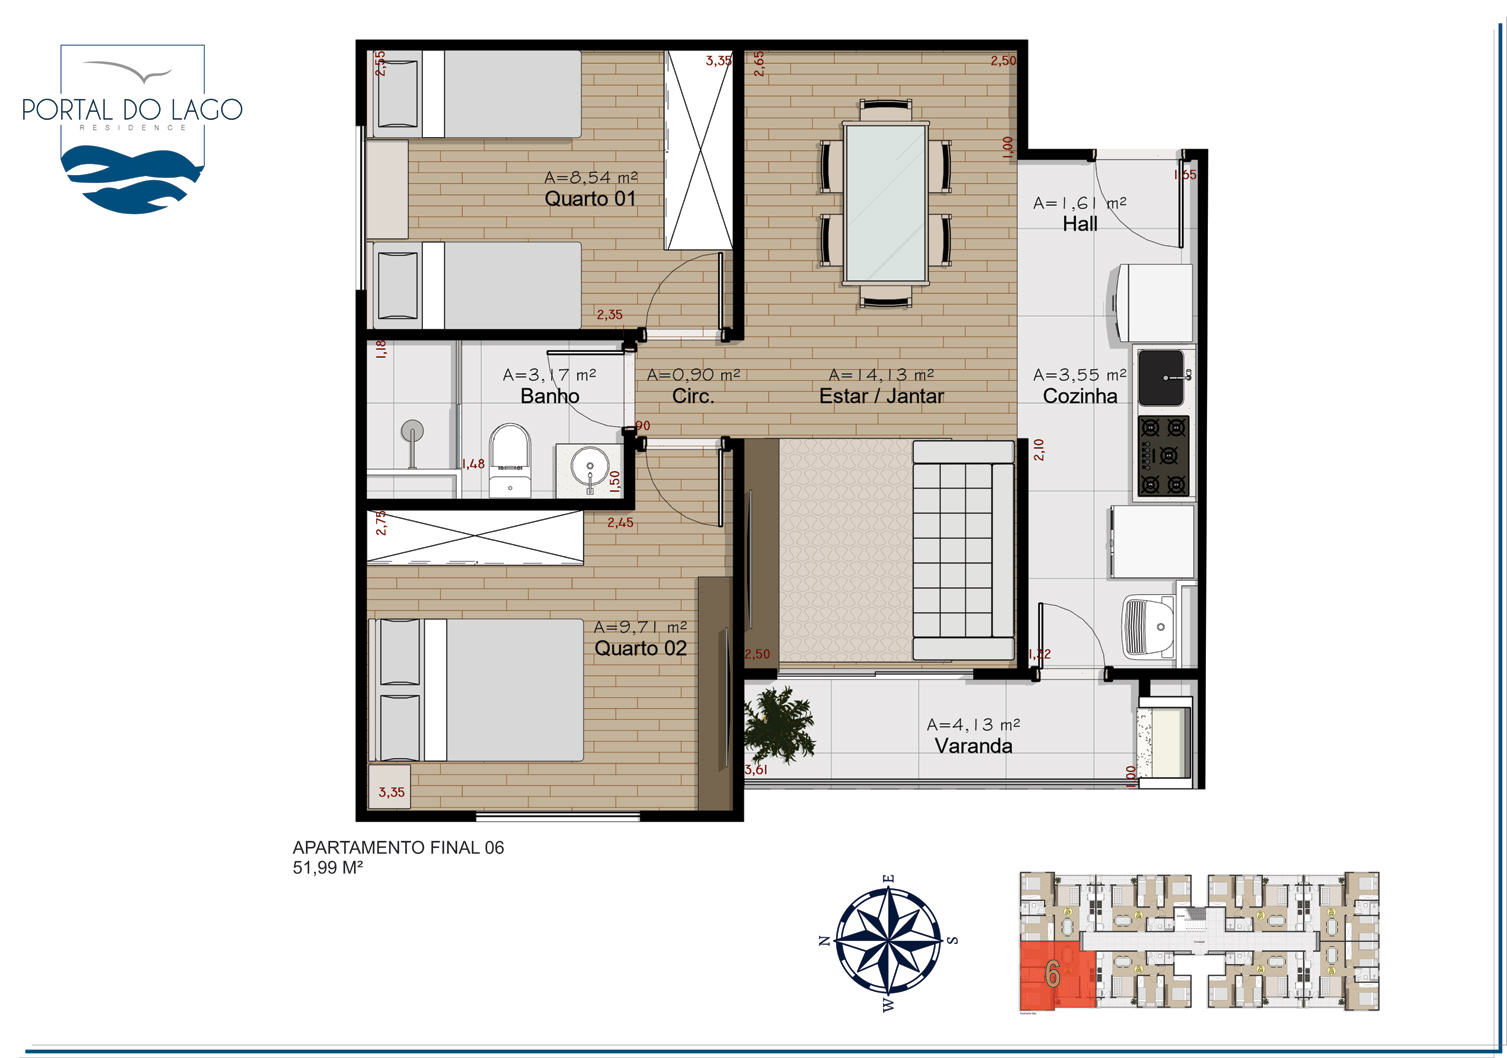 PORTAL DO LAGO
RESIDENCE
2,55
3,35
2,65
2,50
1,00
1,65
A=8,54 m²
Quarto 01
A=1,61 m²
Hall
2,35
1,18
A=3,17 m²
Banho
A=0,90 m²
Circ.
A=14,13 m²
Estar / Jantar
A=3,55 m²
Cozinha
90
2,10
1,48
1,50
2,75
2,45
A=9,71 m²
Quarto 02
2,50
1,32
A=4,13 m²
Varanda
3,61
1,00
3,35
APARTAMENTO FINAL 06
51,99 M²
E
N
S
W
6